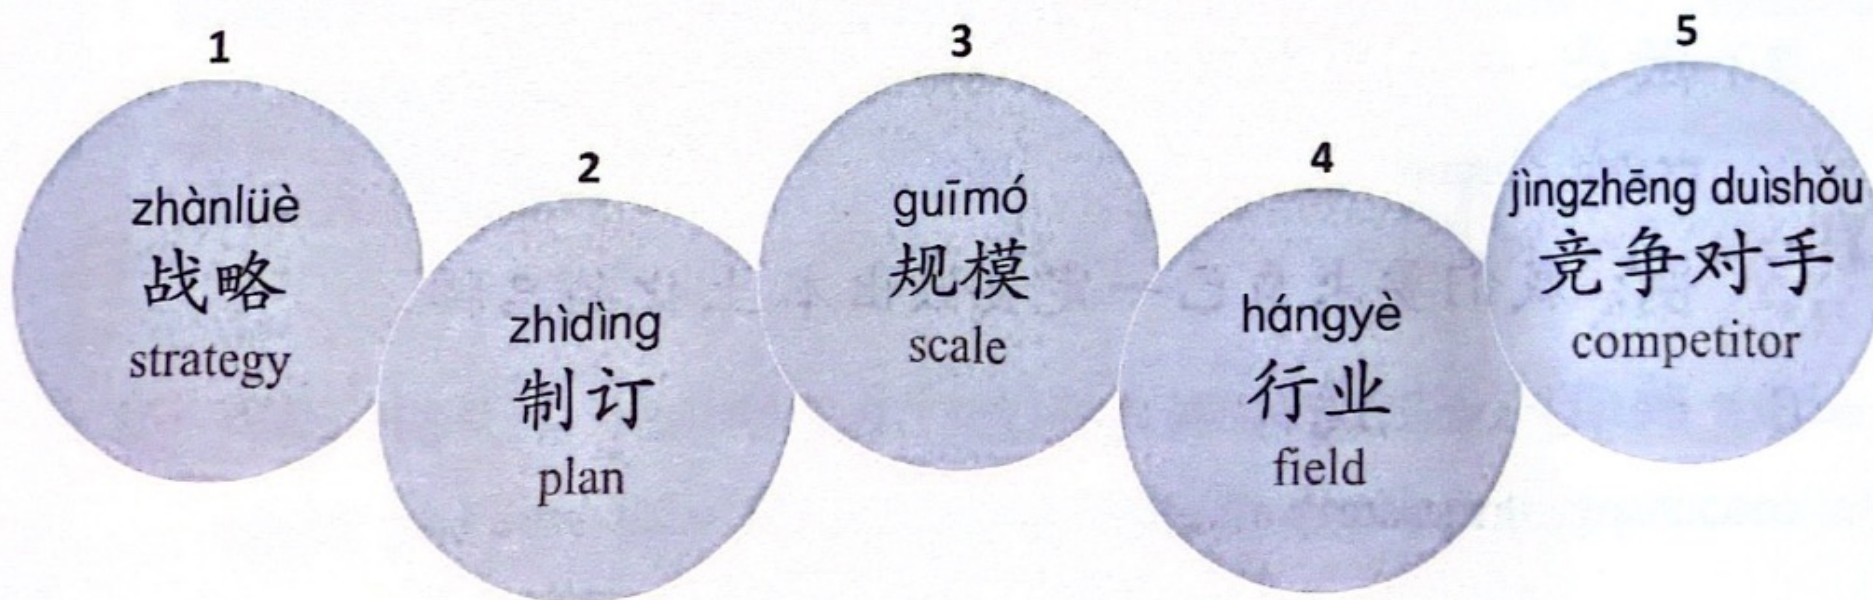 1
zhànlüè
战略
strategy
2
zhìdìng
制订
plan
3
guīmó
规模
scale
4
hángyè
行业
field
5
jìngzhēng duìshǒu
竞争对手
competitor